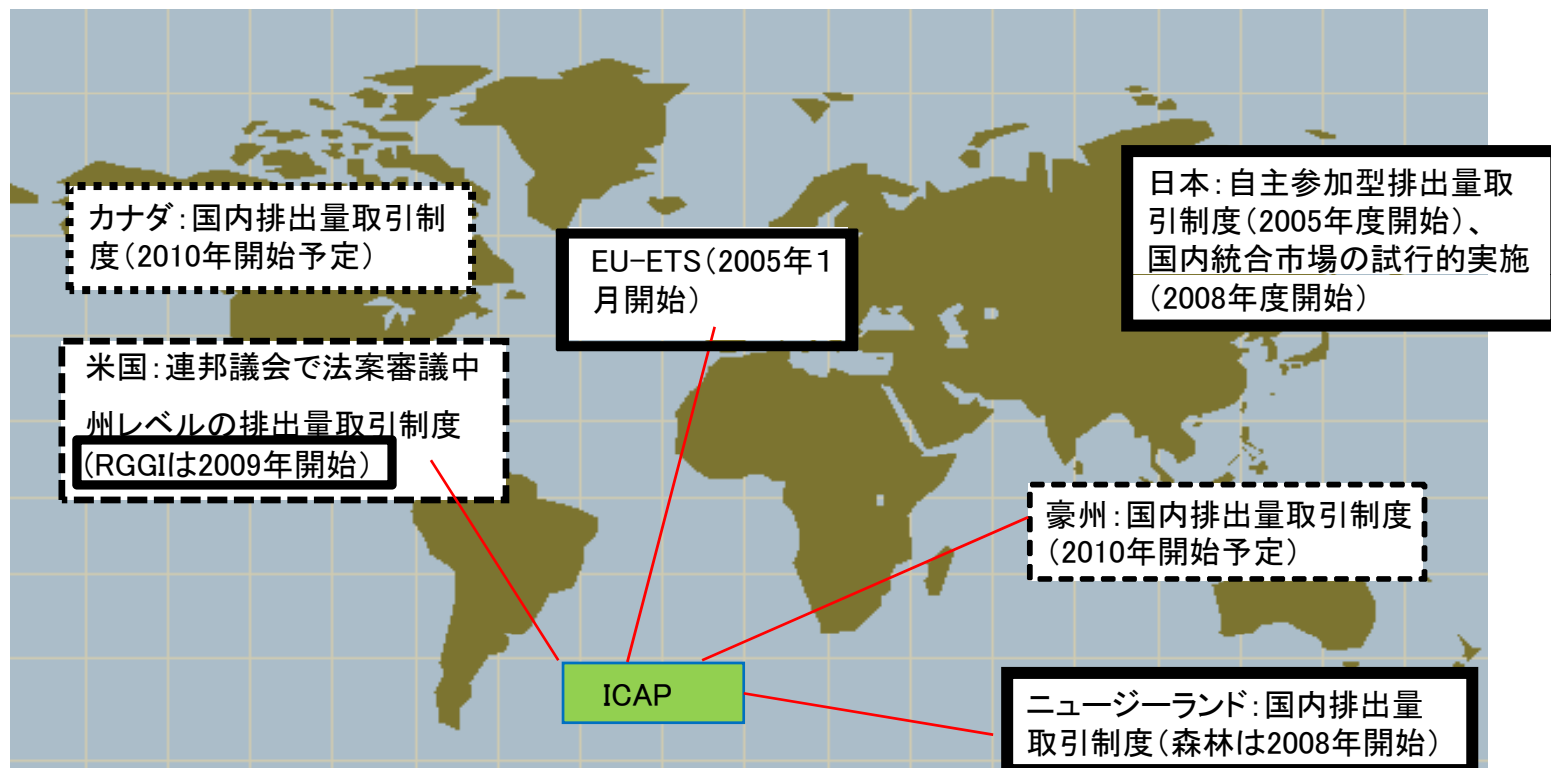 カナダ：国内排出量取引制
度（2010年開始予定）
EU-ETS（2005年１
月開始）
日本：自主参加型排出量取
引制度（2005年度開始）、
国内統合市場の試行的実施
（2008年度開始）
米国：連邦議会で法案審議中
州レベルの排出量取引制度
（RGGIは2009年開始）
豪州：国内排出量取引制度
（2010年開始予定）
ICAP
ニュージーランド：国内排出量
取引制度（森林は2008年開始）